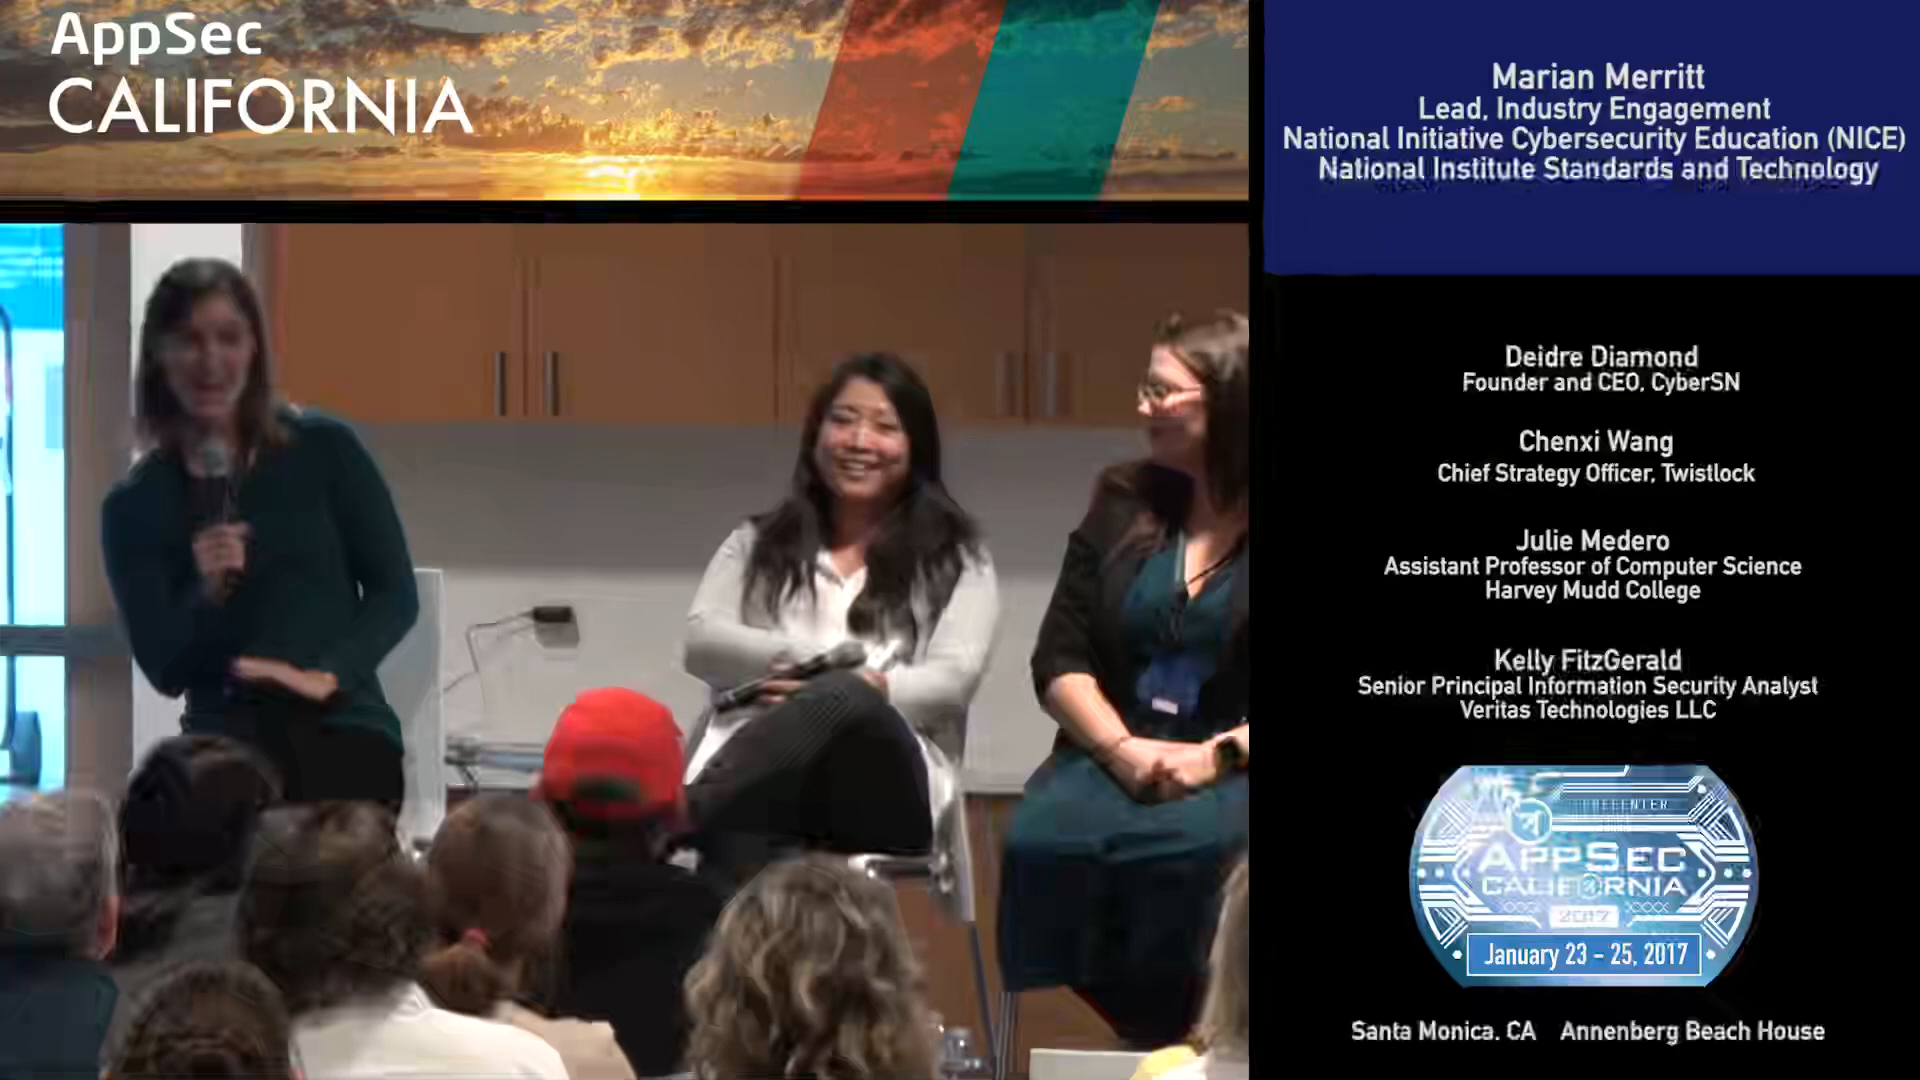 AppSec
CALIFORNIA
Marian Merritt
Lead, Industry Engagement
National Initiative Cybersecurity Education (NICE)
National Institute Standards and Technology
Deidre Diamond
Founder and CEO, CyberSN
Chenxi Wang
Chief Strategy Officer, Twistlock
Julie Medero
Assistant Professor of Computer Science
Harvey Mudd College
Kelly FitzGerald
Senior Principal Information Security Analyst
Veritas Technologies LLC
APPSEC
CALIFORNIA
2017
January 23 - 25, 2017
Santa Monica, CA Annenberg Beach House